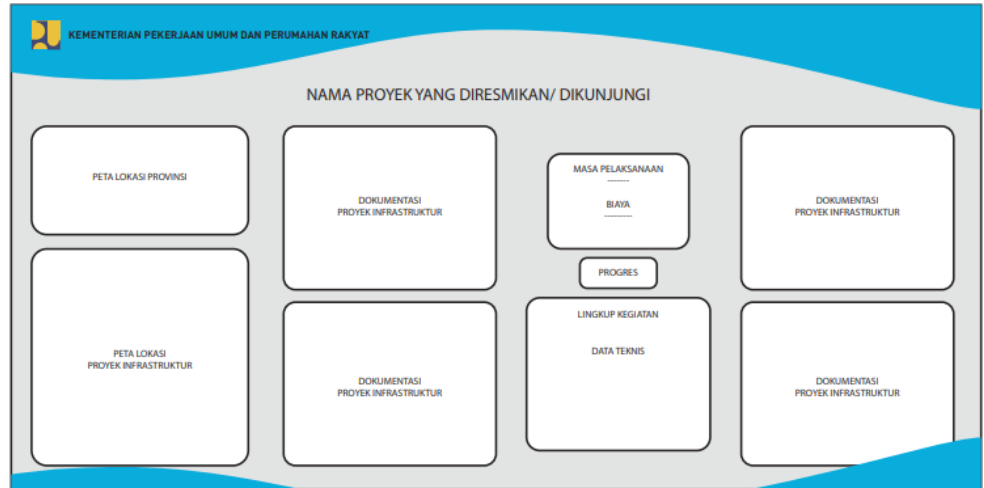 KEMENTERIAN PEKERJAAN UMUM DAN PERUMAHAN RAKYAT
NAMA PROYEK YANG DIRESMIKAN/ DIKUNJUNGI
PETA LOKASI PROVINSI
PETA LOKASI
PROYEK INFRASTRUKTUR
DOKUMENTASI
PROYEK INFRASTRUKTUR
DOKUMENTASI
PROYEK INFRASTRUKTUR
MASA PELAKSANAAN
--------
BIAYA
----------
PROGRES
LINGKUP KEGIATAN
DATA TEKNIS
DOKUMENTASI
PROYEK INFRASTRUKTUR
DOKUMENTASI
PROYEK INFRASTRUKTUR